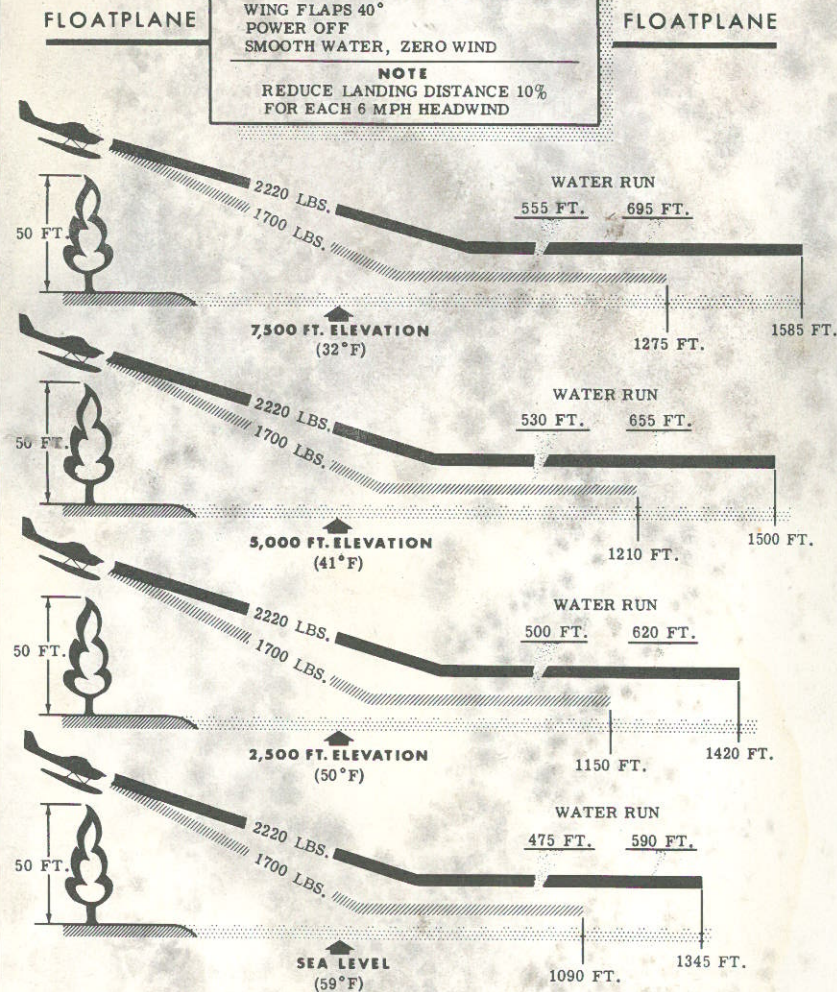 FLOATPLANE
WING FLAPS 40°
POWER OFF
SMOOTH WATER, ZERO WIND
NOTE
REDUCE LANDING DISTANCE 10%
FOR EACH 6 MPH HEADWIND
FLOATPLANE
50 FT.
2220 LBS.
1700 LBS.
WATER RUN
555 FT. 695 FT.
7,500 FT. ELEVATION
(32°F)
1275 FT.
1585 FT.
50 FT.
2220 LBS.
1700 LBS.
WATER RUN
530 FT. 655 FT.
5,000 FT. ELEVATION
(41°F)
1210 FT.
1500 FT.
50 FT.
2220 LBS.
1700 LBS.
WATER RUN
500 FT. 620 FT.
2,500 FT. ELEVATION
(50°F)
1150 FT.
1420 FT.
50 FT.
2220 LBS.
1700 LBS.
WATER RUN
475 FT. 590 FT.
SEA LEVEL
(59°F)
1090 FT.
1345 FT.